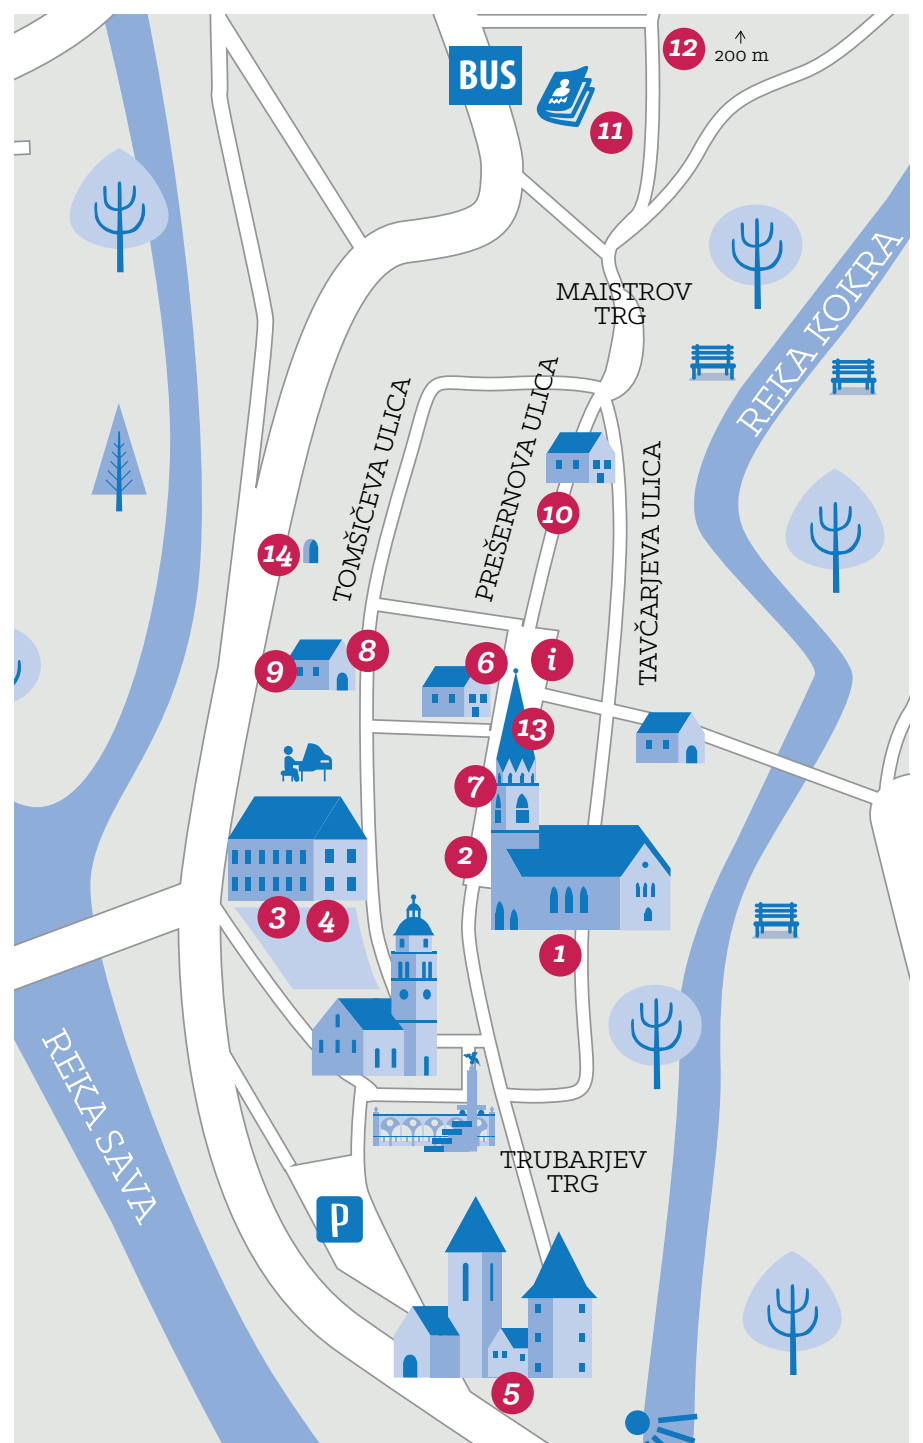 12
200 m
BUS
11
MAISTROV
TRG
REKA KOKRA
TOMŠIČEVA ULICA
PREŠERNOVA ULICA
TAVČARJEVA ULICA
10
14
8
6
i
9
13
7
2
3
4
1
REKA SAVA
TRUBARJEV
TRG
P
5